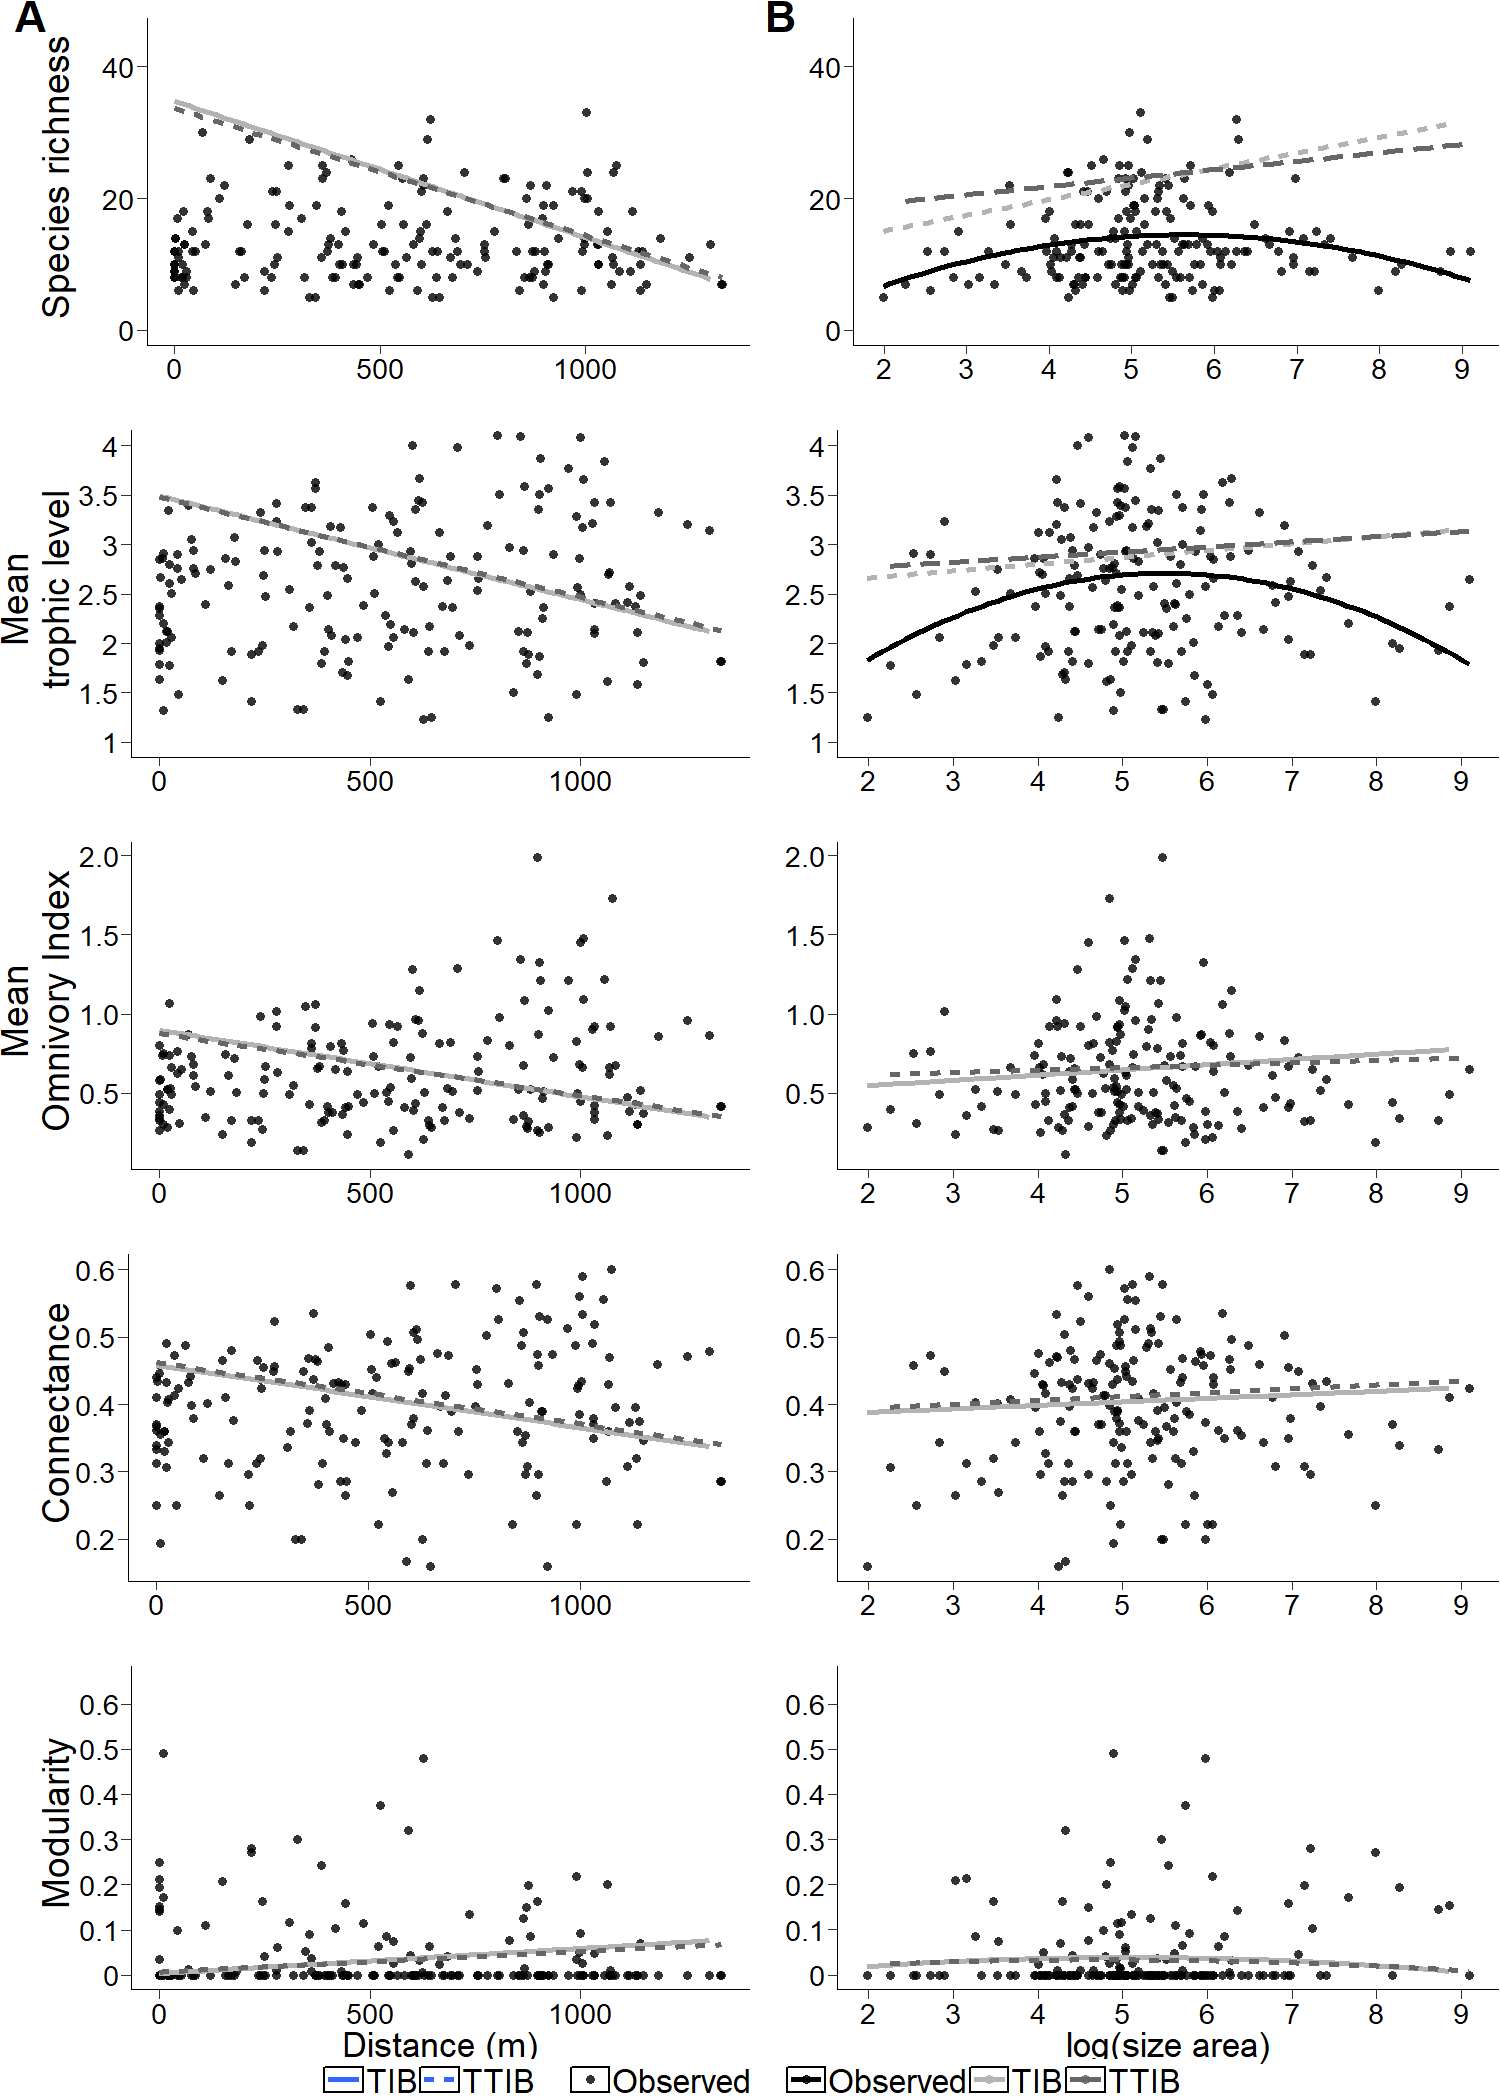 A
B
Species richness
40
20
0
0 500 1000
40
20
0
2 3 4 5 6 7 8 9
Mean
trophic level
4
3.5
3
2.5
2
1.5
1
0 500 1000
4
3.5
3
2.5
2
1.5
1
2 3 4 5 6 7 8 9
Mean
Omnivory Index
2.0
1.5
1.0
0.5
0 500 1000
2.0
1.5
1.0
0.5
2 3 4 5 6 7 8 9
Connectance
0.6
0.5
0.4
0.3
0.2
0 500 1000
0.6
0.5
0.4
0.3
0.2
2 3 4 5 6 7 8 9
Modularity
0.6
0.5
0.4
0.3
0.2
0.1
0
0 500 1000
Distance (m)
0.6
0.5
0.4
0.3
0.2
0.1
0
2 3 4 5 6 7 8 9
log(size area)
TIB TTIB Observed Observed TIB TTIB